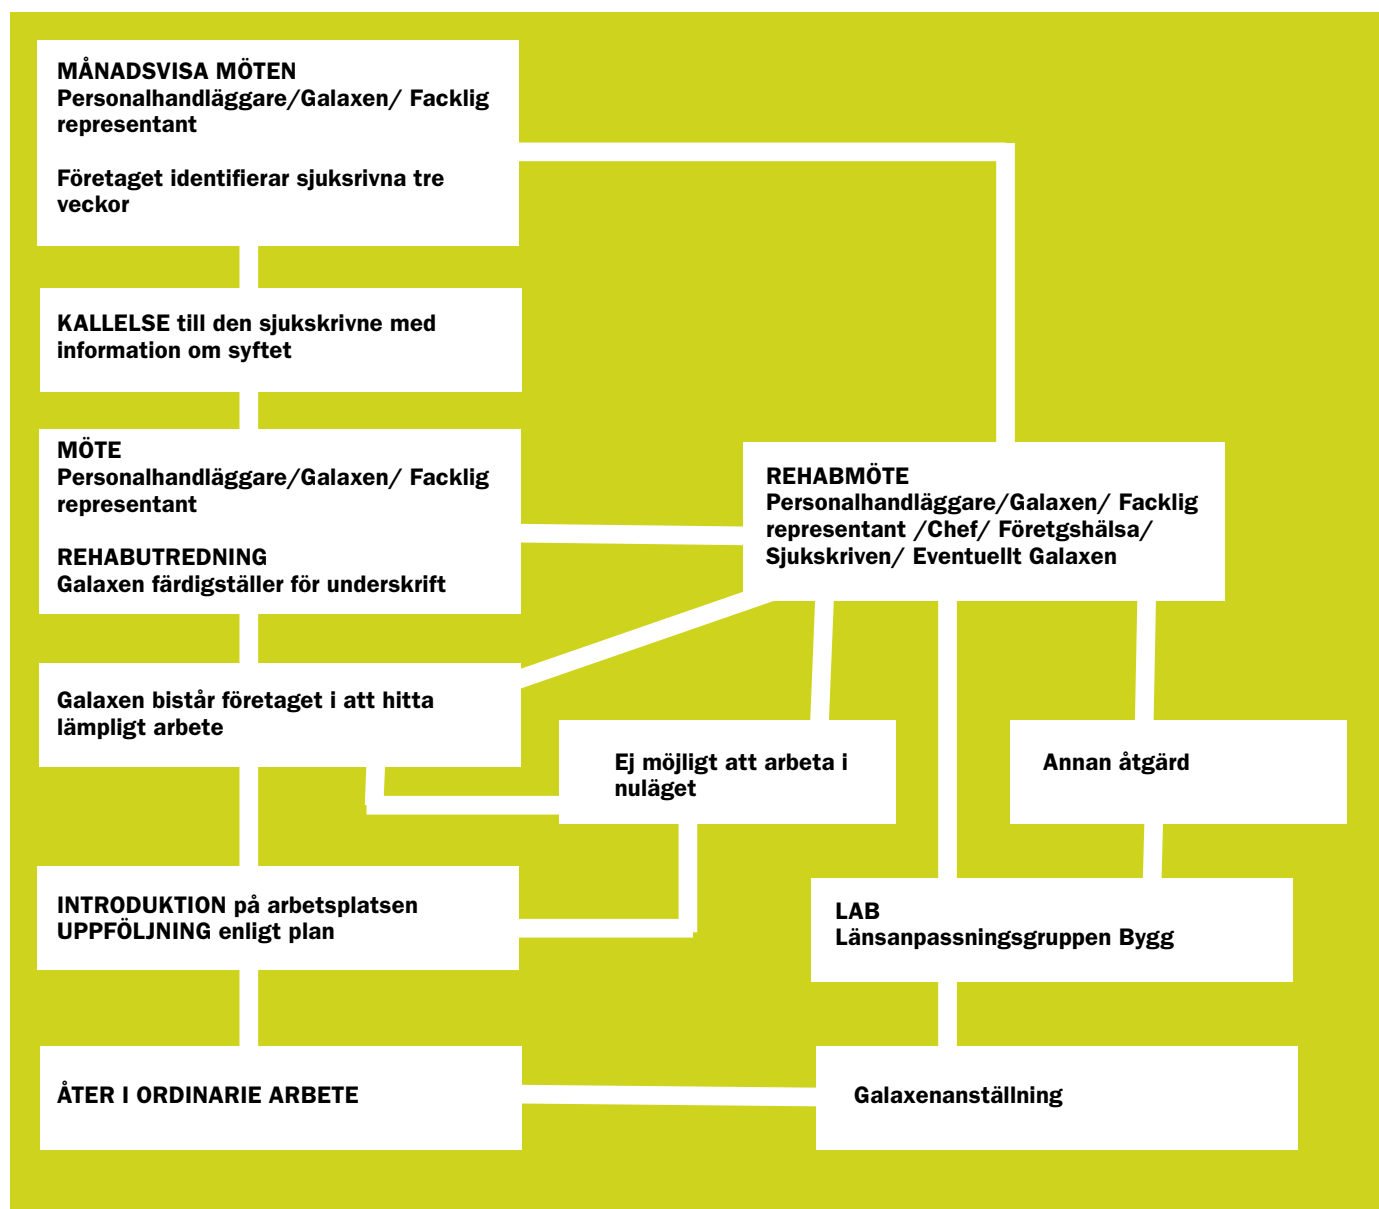 MÅNADSVISA MÖTEN
Personalhandläggare/Galaxen/ Facklig
representant
Företaget identifierar sjuksrivna tre
veckor
KALLELSE till den sjukskrivne med
information om syftet
MÖTE
Personalhandläggare/Galaxen/ Facklig
representant
REHABUTREDNING
Galaxen färdigställer för underskrift
REHABMÖTE
Personalhandläggare/Galaxen/ Facklig
representant /Chef/ Företgshälsa/
Sjukskriven/ Eventuellt Galaxen
Galaxen bistår företaget i att hitta
lämpligt arbete
Ej möjligt att arbeta i
nuläget
Annan åtgärd
INTRODUKTION på arbetsplatsen
UPPFÖLJNING enligt plan
LAB
Länsanpassningsgruppen Bygg
ÅTER I ORDINARIE ARBETE
Galaxenanställning